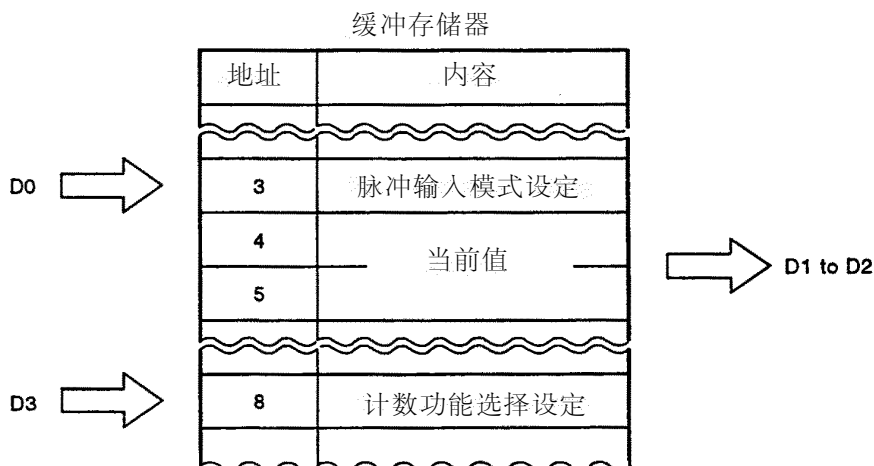 缓冲存储器
地址 内容
D0 3 脉冲输入模式设定
4
当前值 D1 to D2
5
D3 8 计数功能选择设定